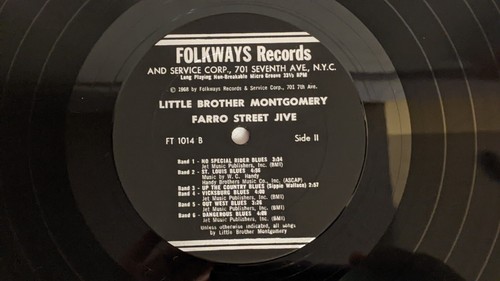 FOLKWAYS Records
AND SERVICE CORP., 701 SEVENTH AVE., N.Y.C.
Long Playing Non-Breakable Micro Groove 33⅓ RPM
© 1968 by Folkways Records & Service Corp., 701 7th Ave.
LITTLE BROTHER MONTGOMERY
FARRO STREET JIVE
FT 1014 B Side II
Band 1 - NO SPECIAL RIDER BLUES 3:34
Jet Music Publishers, Inc. (BMI)
Band 2 - ST. LOUIS BLUES 4:06
Music by W. C. Handy
Handy Brothers Music Co., Inc. (ASCAP)
Band 3 - UP THE COUNTRY BLUES (Sippie Wallace) 2:57
Band 4 - VICKSBURG BLUES 4:00
Jet Music Publishers, Inc. (BMI)
Band 5 - OUT WEST BLUES 3:26
Jet Music Publishers, Inc. (BMI)
Band 6 - DANGEROUS BLUES 4:08
Jet Music Publishers, Inc. (BMI)
Unless otherwise indicated, all songs
by Little Brother Montgomery